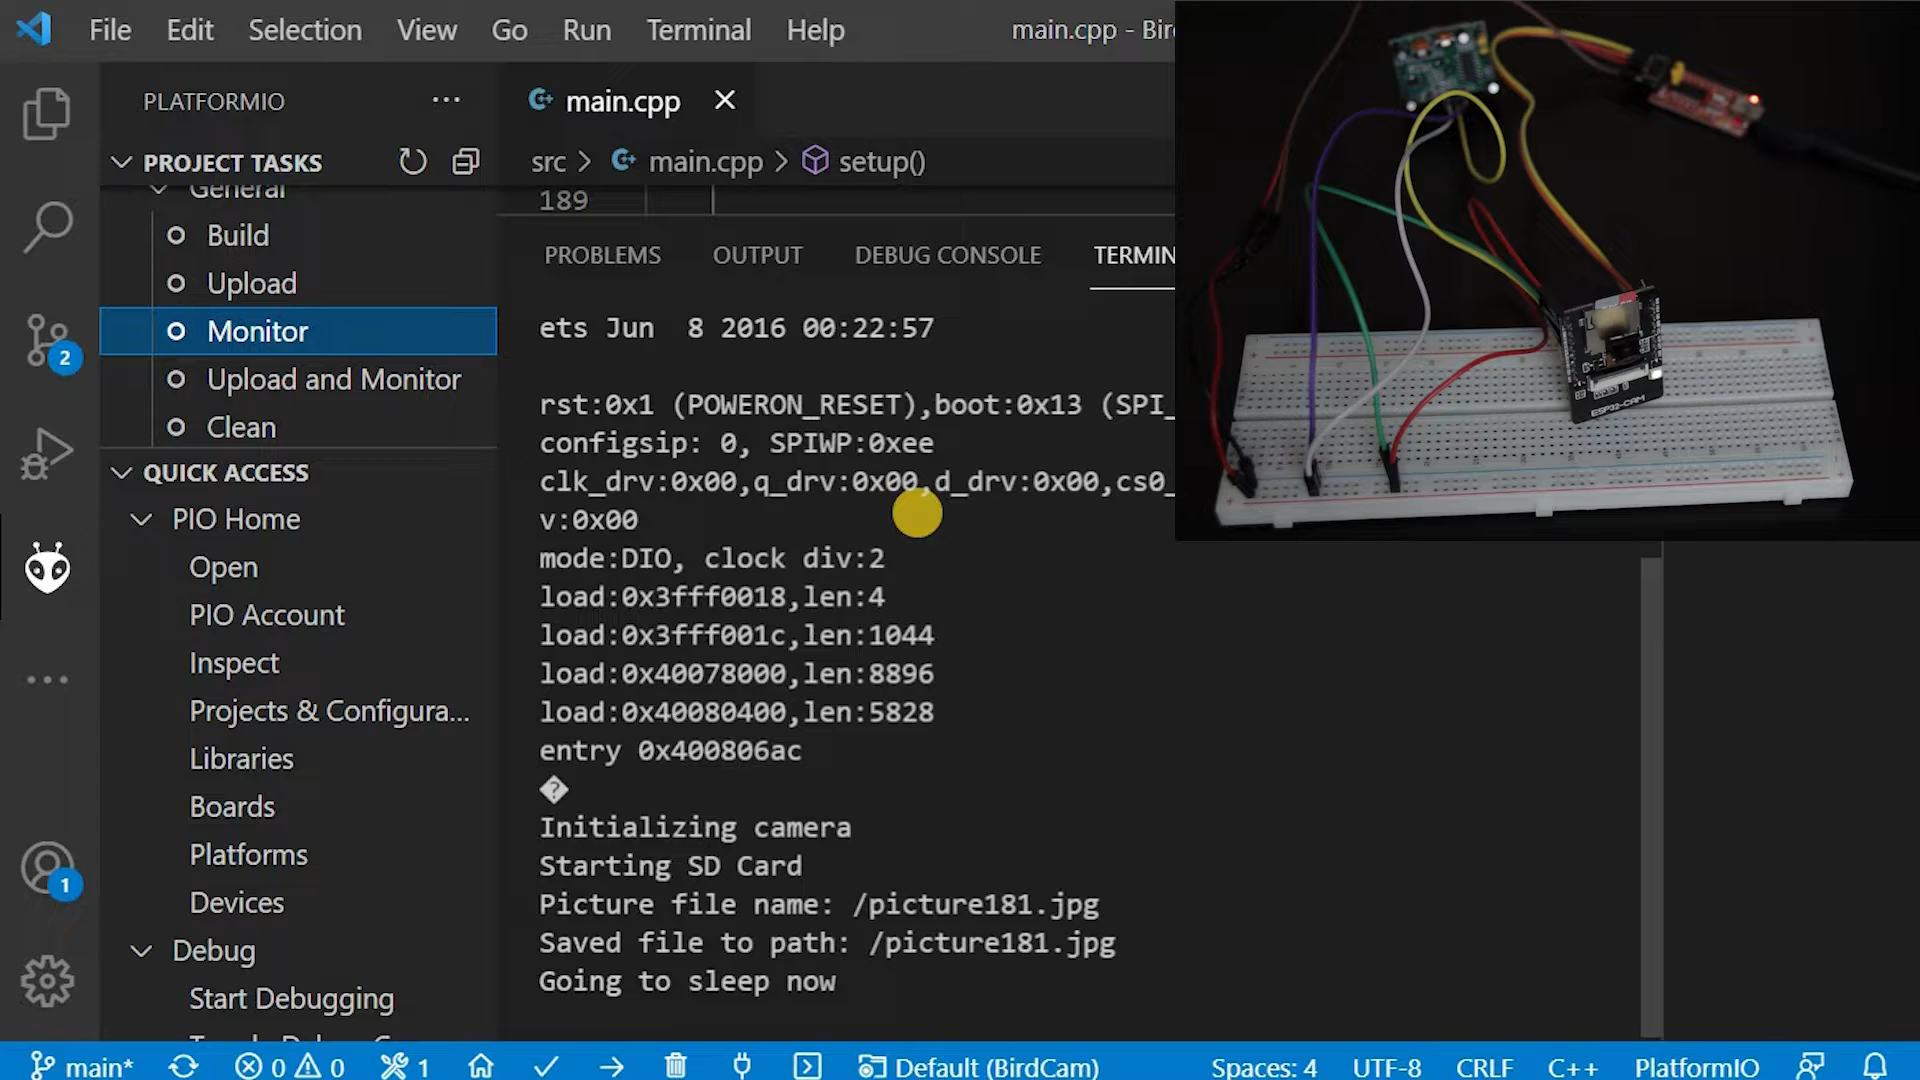 File Edit Selection View Go Run Terminal Help main.cpp - Bir
PLATFORMIO
PROJECT TASKS
General
Build
Upload
Monitor
Upload and Monitor
Clean
QUICK ACCESS
PIO Home
Open
PIO Account
Inspect
Projects & Configura...
Libraries
Boards
Platforms
Devices
Debug
Start Debugging
2
1
main.cpp
src > main.cpp > setup()
189
PROBLEMS OUTPUT DEBUG CONSOLE TERMIN
ets Jun  8 2016 00:22:57
rst:0x1 (POWERON_RESET),boot:0x13 (SPI_
configsip: 0, SPIWP:0xee
clk_drv:0x00,q_drv:0x00,d_drv:0x00,cs0_
v:0x00
mode:DIO, clock div:2
load:0x3fff0018,len:4
load:0x3fff001c,len:1044
load:0x40078000,len:8896
load:0x40080400,len:5828
entry 0x400806ac
�
Initializing camera
Starting SD Card
Picture file name: /picture181.jpg
Saved file to path: /picture181.jpg
Going to sleep now
ESP32-CAM
main* 0 0 1 Default (BirdCam) Spaces: 4 UTF-8 CRLF C++ PlatformIO